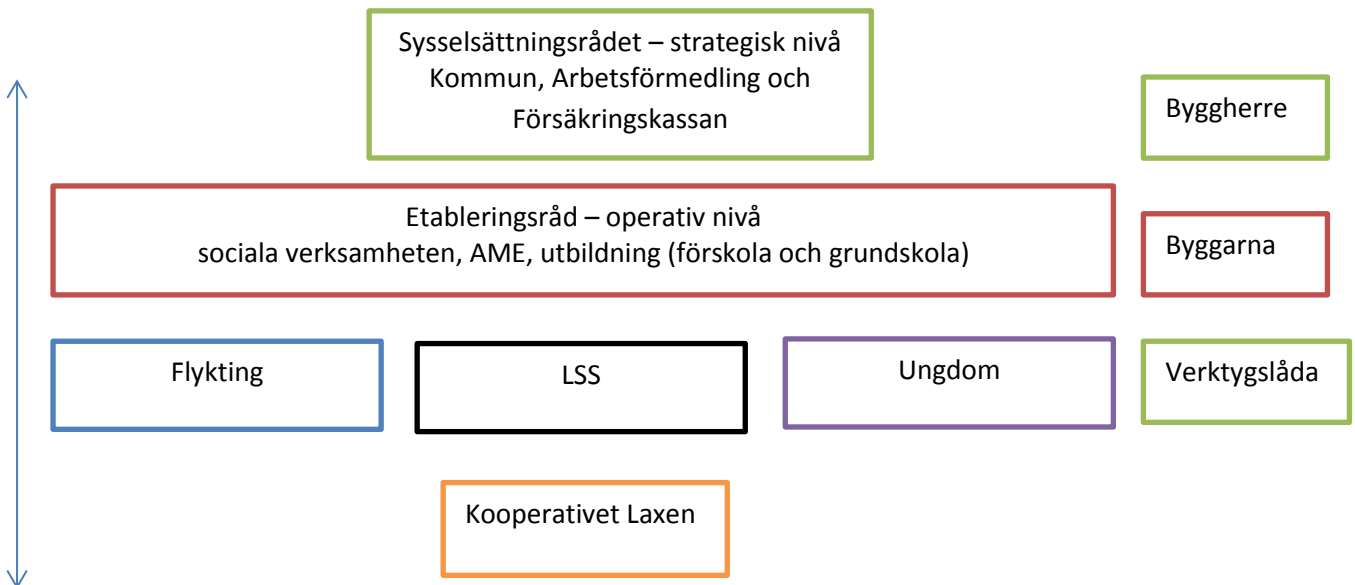 Sysselsättningsrådet – strategisk nivå
Kommun, Arbetsförmedling och
Försäkringskassan
Byggherre
Etableringsråd – operativ nivå
sociala verksamheten, AME, utbildning (förskola och grundskola)
Byggarna
Flykting
LSS
Ungdom
Verktygslåda
Kooperativet Laxen